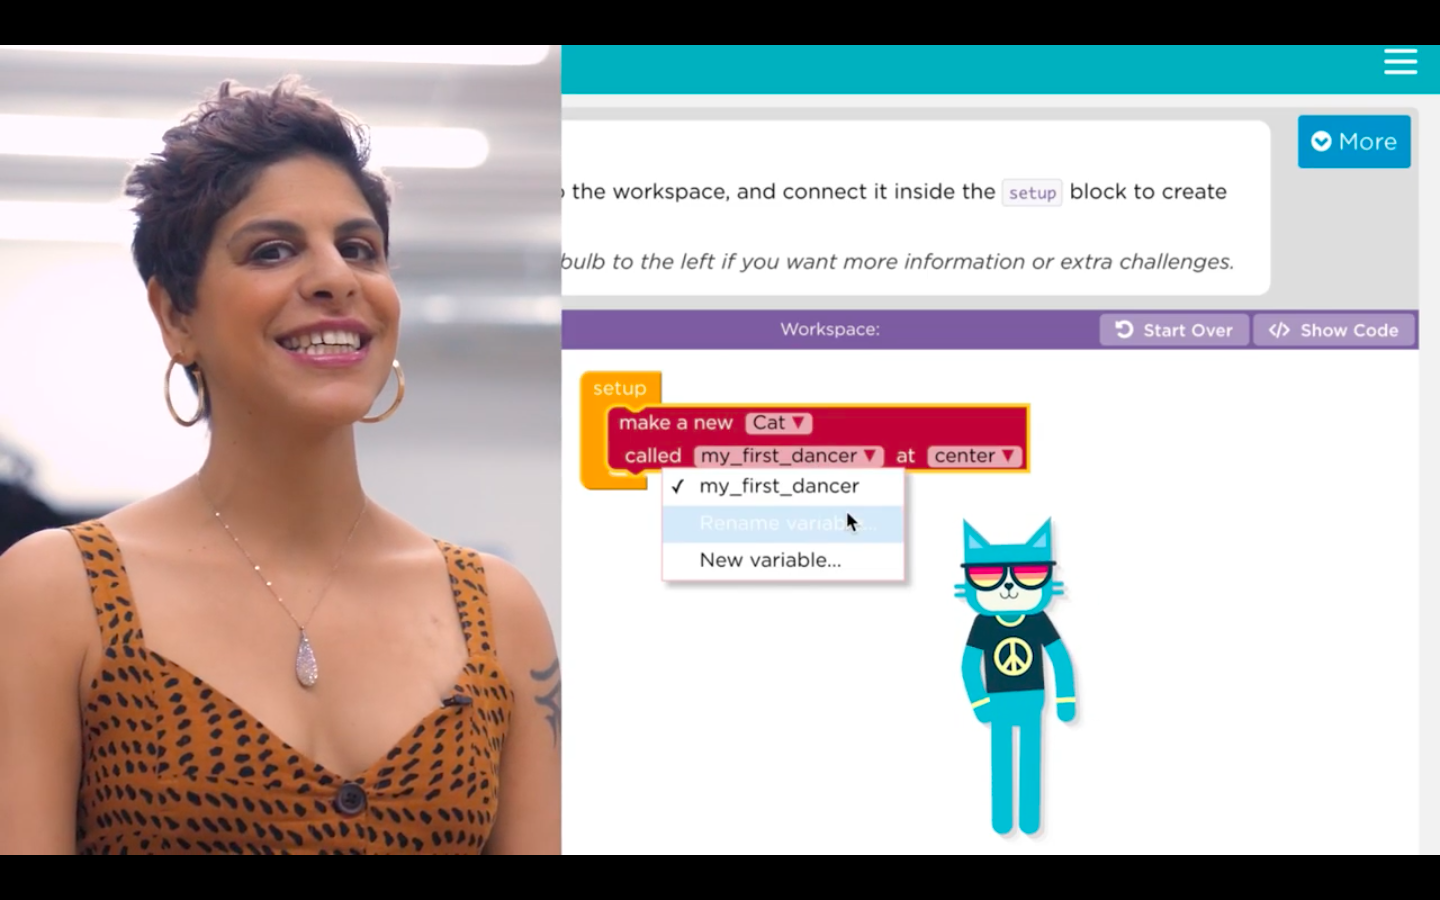 More
the workspace, and connect it inside the setup block to create
bulb to the left if you want more information or extra challenges.
Workspace:
Start Over
</> Show Code
setup
make a new Cat ▼
called my_first_dancer ▼ at center ▼
✓ my_first_dancer
Rename variable...
New variable...